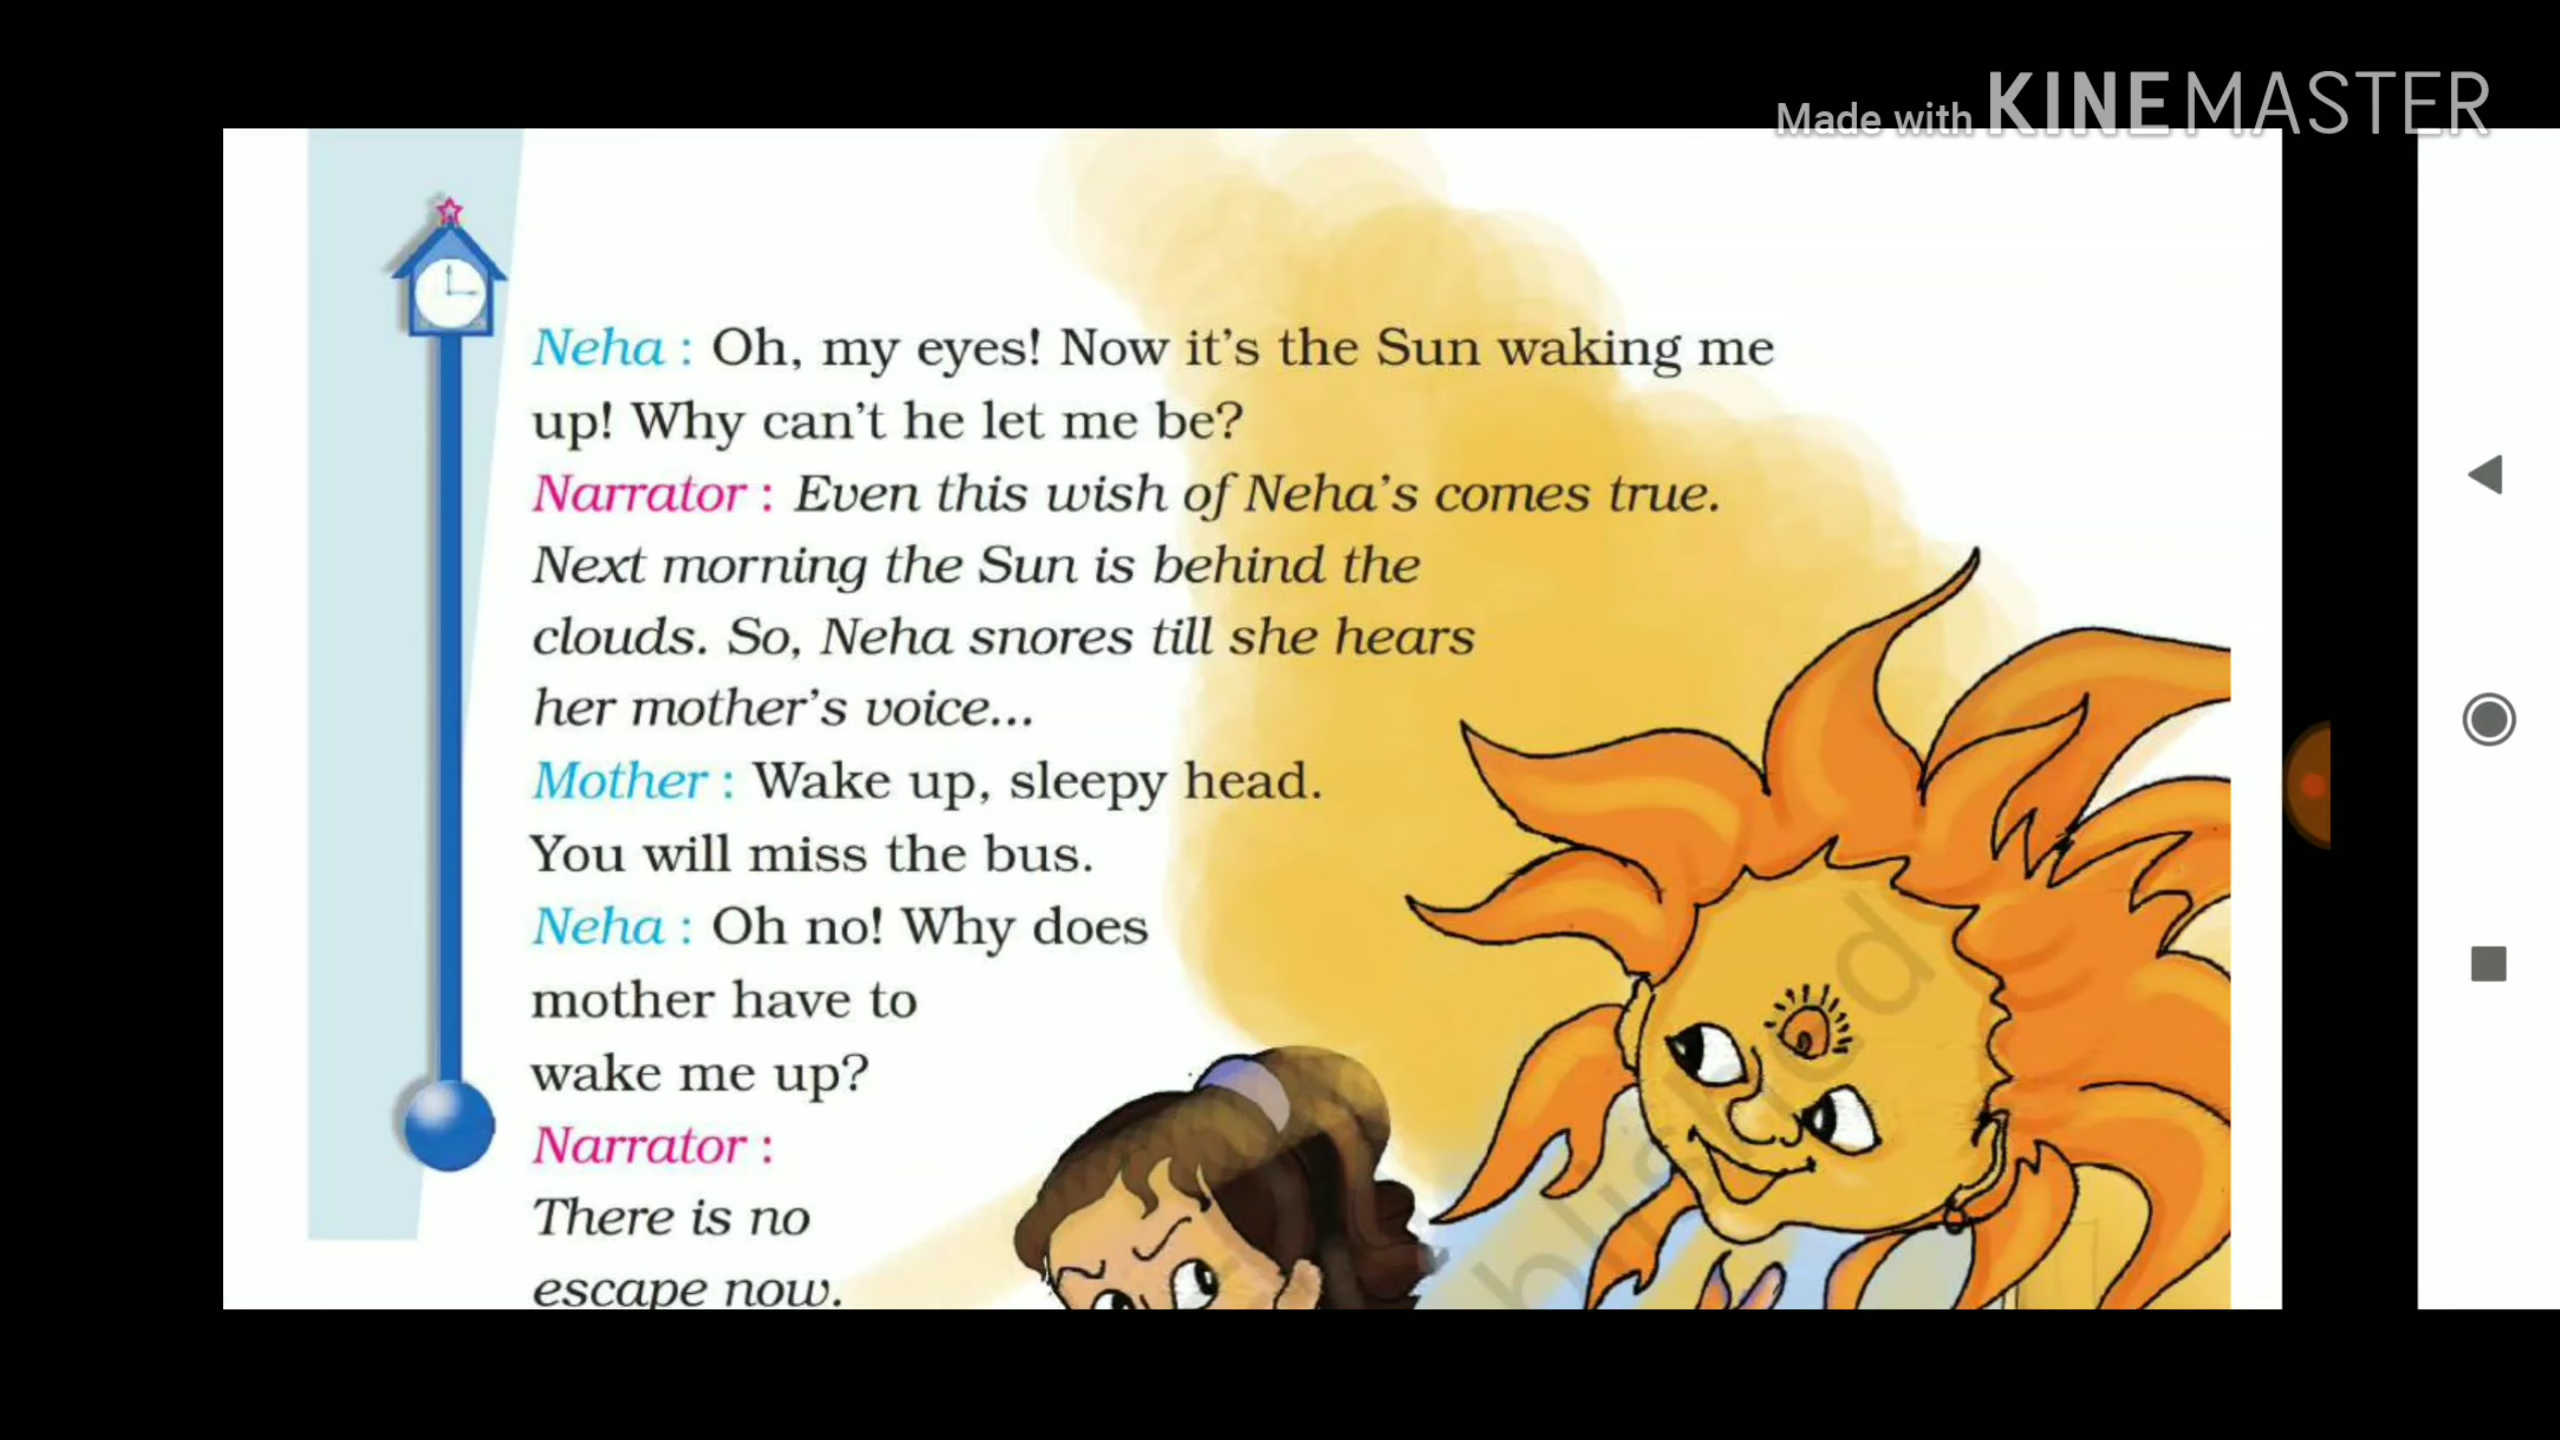 Made with KINEMASTER
Neha : Oh, my eyes! Now it's the Sun waking me
up! Why can't he let me be?
Narrator : Even this wish of Neha's comes true.
Next morning the Sun is behind the
clouds. So, Neha snores till she hears
her mother's voice...
Mother : Wake up, sleepy head.
You will miss the bus.
Neha : Oh no! Why does
mother have to
wake me up?
Narrator :
There is no
escape now.